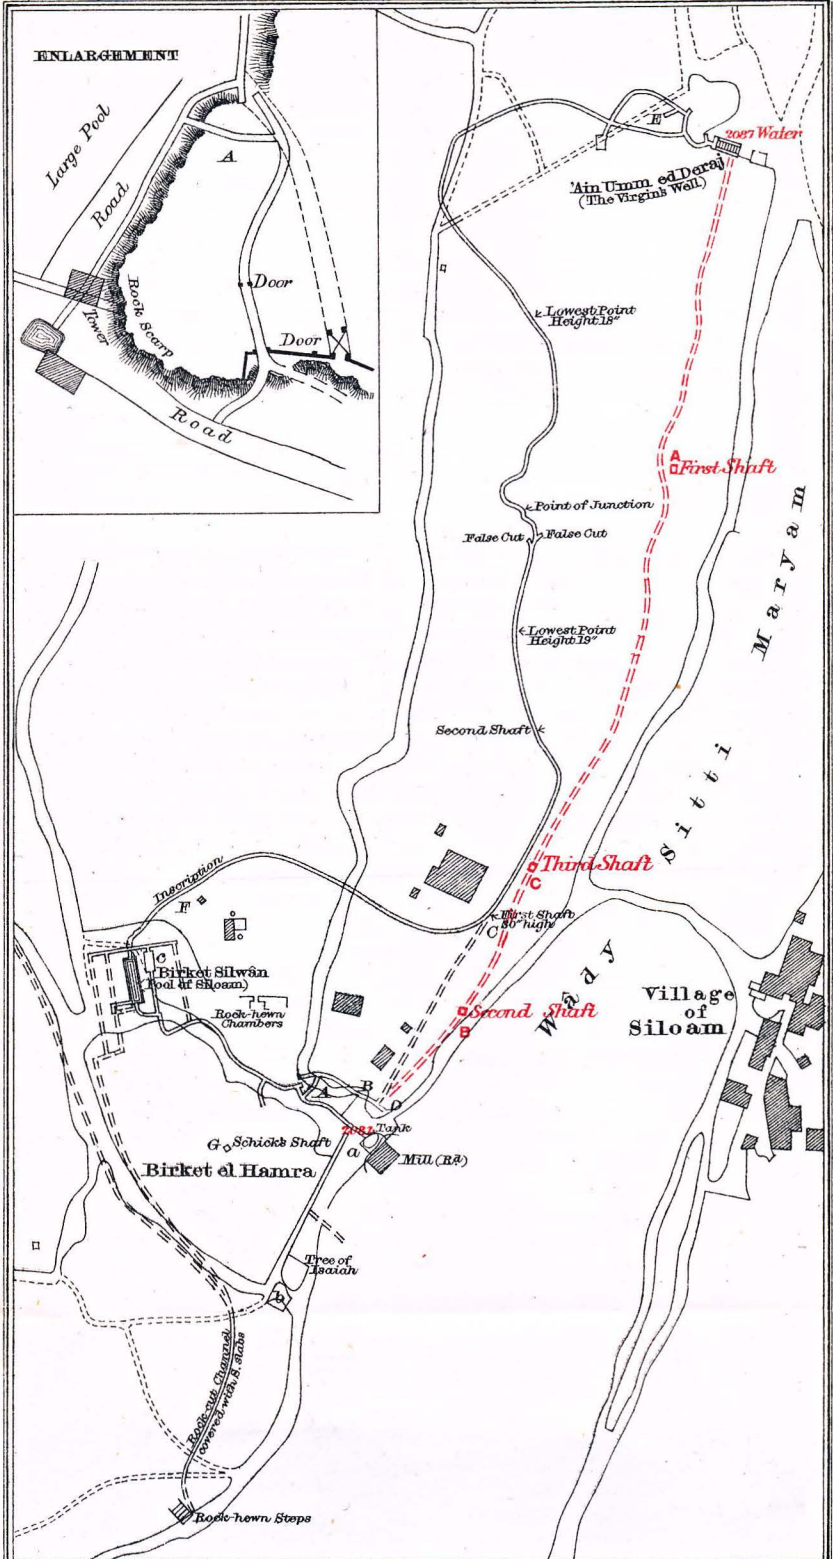 ENLARGEMENT
Large Pool
Road
A
Door
Rock Scarp
Tower
Door
Road
E
2087 Water
'Ain Umm ed Deraj
(The Virgin's Well)
Lowest Point
Height 18"
A
First Shaft
Point of Junction
False Cut
False Cut
Lowest Point
Height 19"
Second Shaft
Wâdy Sitti Maryam
Third Shaft
C
Inscription
F
First Shaft
80" high
C
C
Birket Silwân
(Pool of Siloam)
Rock-hewn
Chambers
Second Shaft
B
Village
of
Siloam
A
B
D
2081 Tank
a
Mill (Rd.)
G Schick's Shaft
Birket el Hamra
Tree of
Isaiah
b
Rock-cut Channel
covered with S. slabs
Rock-hewn Steps